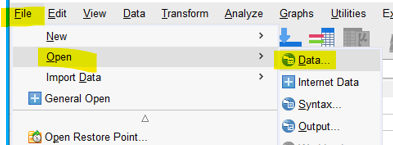 File Edit View Data Transform Analyze Graphs Utilities
New
Open
Data...
Import Data
Internet Data
General Open
Syntax...
Output...
Open Restore Point...